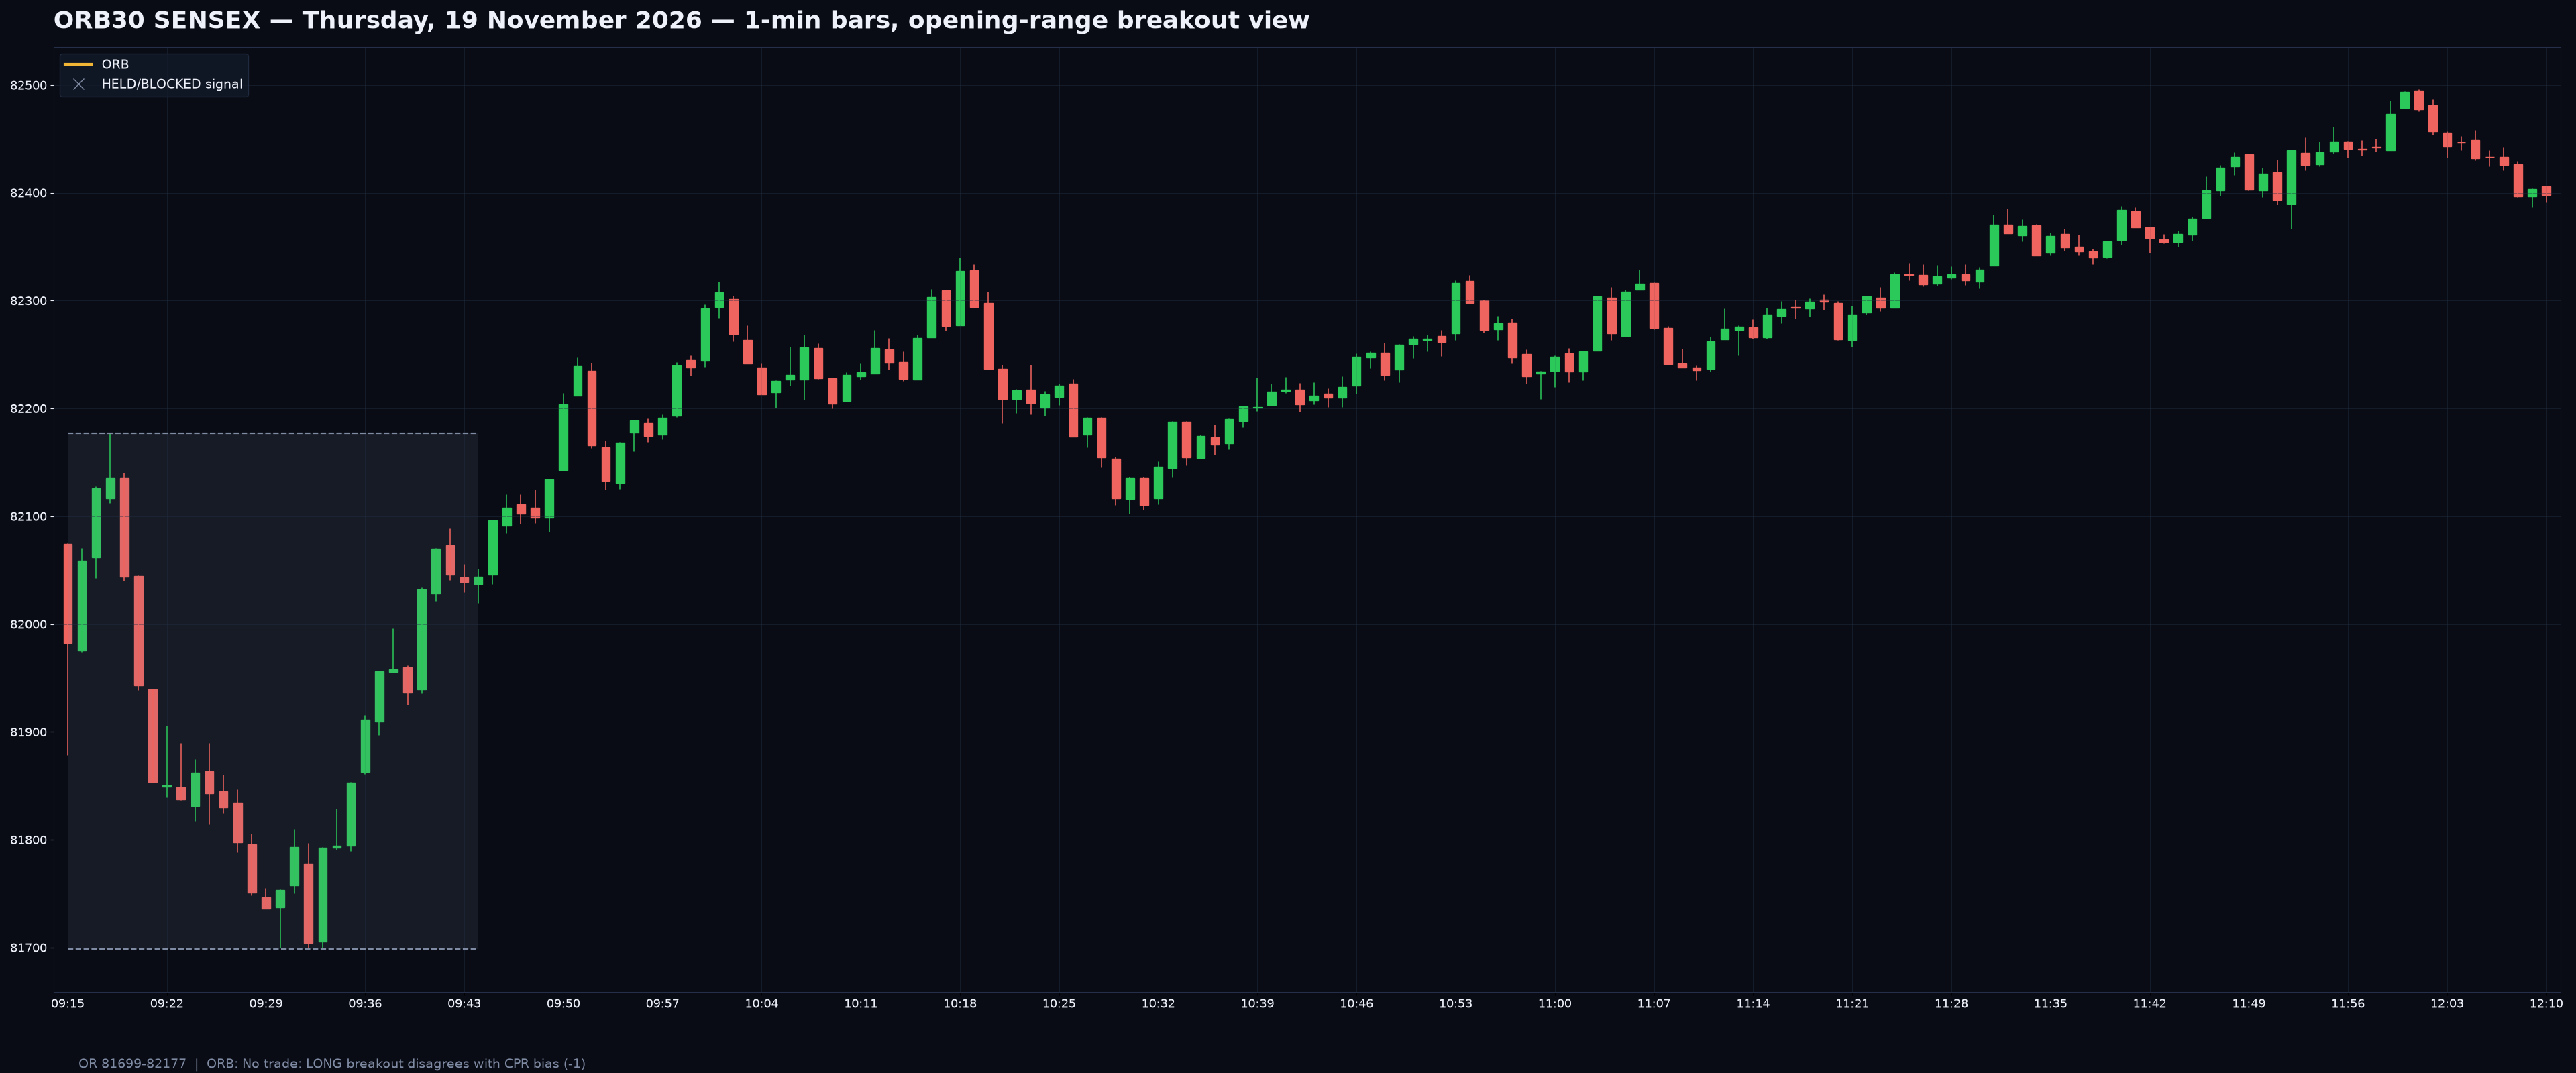 ORB30 SENSEX — Thursday, 19 November 2026 — 1-min bars, opening-range breakout view
ORB
HELD/BLOCKED signal
82500
82400
82300
82200
82100
82000
81900
81800
81700
09:15 09:22 09:29 09:36 09:43 09:50 09:57 10:04 10:11 10:18 10:25 10:32 10:39 10:46 10:53 11:00 11:07 11:14 11:21 11:28 11:35 11:42 11:49 11:56 12:03 12:10
OR 81699-82177 | ORB: No trade: LONG breakout disagrees with CPR bias (-1)